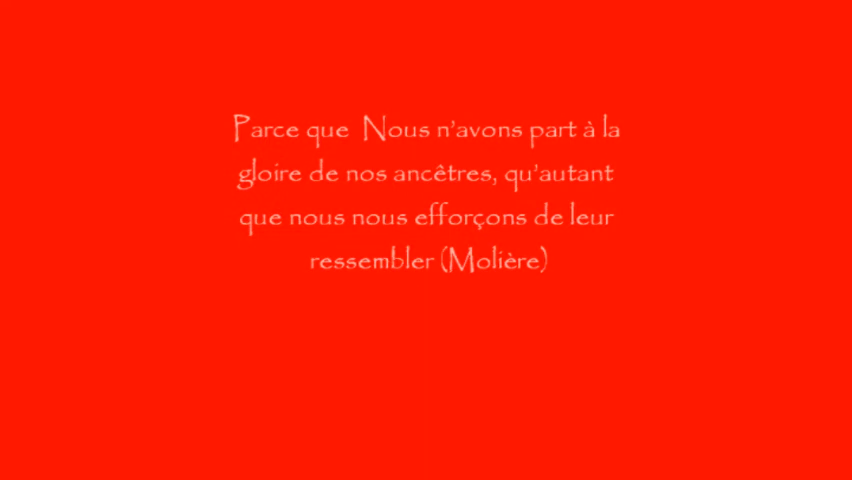 Parce que  Nous n'avons part à la
gloire de nos ancêtres, qu'autant
que nous nous efforçons de leur
ressembler (Molière)